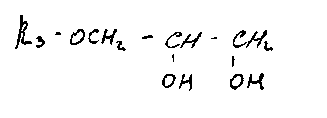 R₃ - OCH₂ - CH - CH₂
OH OH